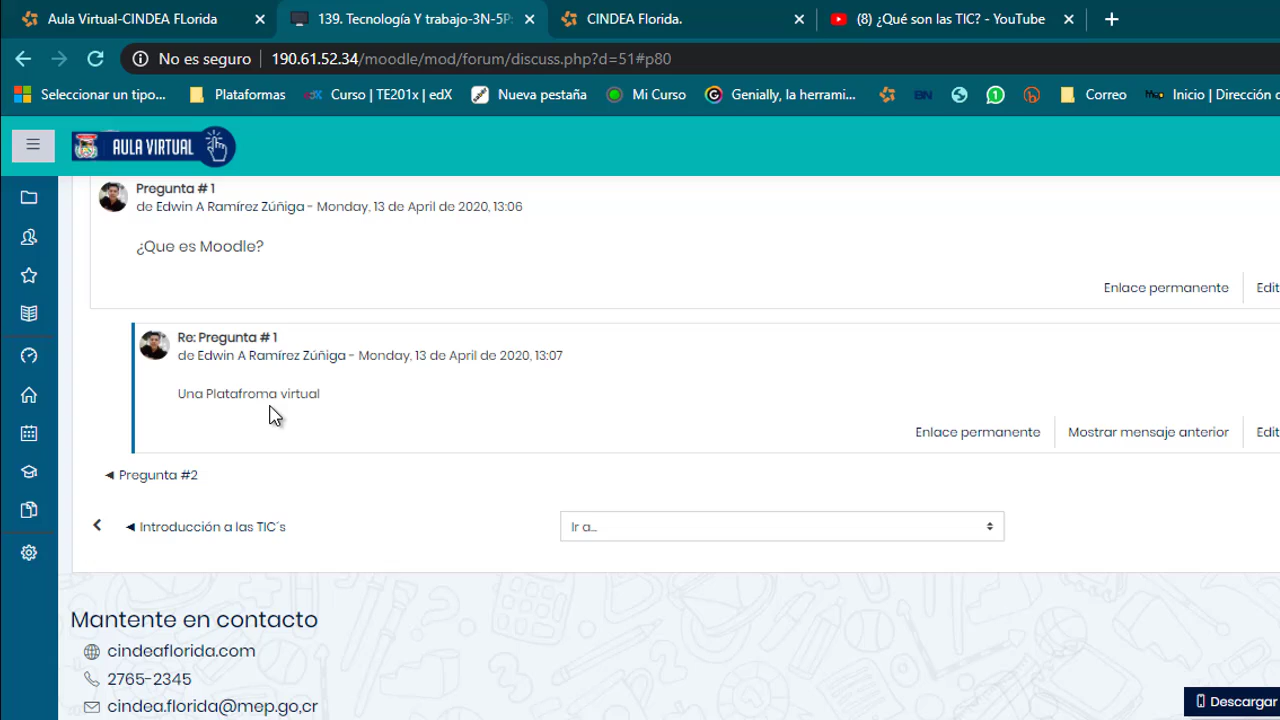 Aula Virtual-CINDEA FLorida
139. Tecnología Y trabajo-3N-5P
CINDEA Florida.
(8) ¿Qué son las TIC? - YouTube
No es seguro
190.61.52.34/moodle/mod/forum/discuss.php?d=51#p80
Seleccionar un tipo...
Plataformas
Curso | TE201x | edX
Nueva pestaña
Mi Curso
Genially, la herrami...
BN
1
Correo
Inicio | Dirección d
AULA VIRTUAL
Pregunta # 1
de Edwin A Ramírez Zúñiga - Monday, 13 de April de 2020, 13:06
¿Que es Moodle?
Enlace permanente
Edit
Re: Pregunta # 1
de Edwin A Ramírez Zúñiga - Monday, 13 de April de 2020, 13:07
Una Platafroma virtual
Enlace permanente
Mostrar mensaje anterior
Edit
◄ Pregunta #2
◄ Introducción a las TIC´s
Ir a...
Mantente en contacto
cindeaflorida.com
2765-2345
cindea.florida@mep.go,cr
Descargar